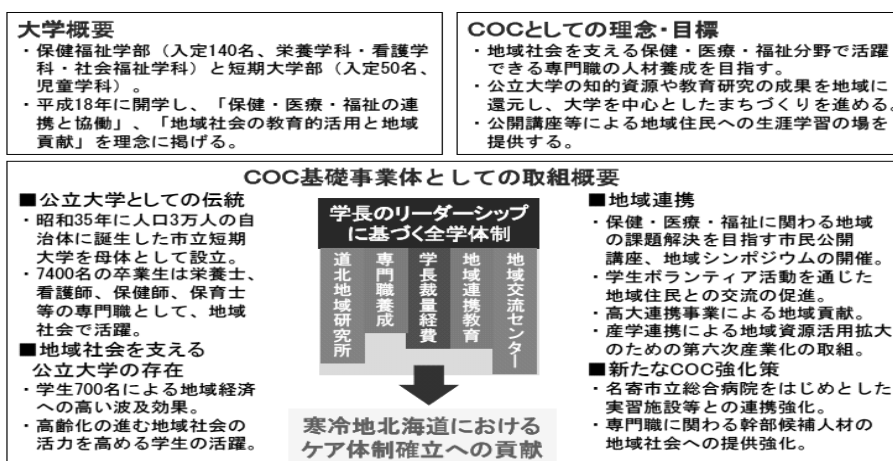 大学概要
・保健福祉学部（入定140名、栄養学科・看護学
科・社会福祉学科）と短期大学部（入定50名、
児童学科）。
・平成18年に開学し、「保健・医療・福祉の連
携と協働」、「地域社会の教育的活用と地域
貢献」を理念に掲げる。
COCとしての理念・目標
・地域社会を支える保健・医療・福祉分野で活躍
できる専門職の人材養成を目指す。
・公立大学の知的資源や教育研究の成果を地域に
還元し、大学を中心としたまちづくりを進める。
・公開講座等による地域住民への生涯学習の場を
提供する。
COC基礎事業体としての取組概要
■公立大学としての伝統
・昭和35年に人口3万人の自
治体に誕生した市立短期
大学を母体として設立。
・7400名の卒業生は栄養士、
看護師、保健師、保育士
等の専門職として、地域
社会で活躍。
■地域社会を支える
公立大学の存在
・学生700名による地域経済
への高い波及効果。
・高齢化の進む地域社会の
活力を高める学生の活躍。
学長のリーダーシップ
に基づく全学体制
道北地域研究所
専門職養成
学長裁量経費
地域連携教育
地域交流センター
寒冷地北海道における
ケア体制確立への貢献
■地域連携
・保健・医療・福祉に関わる地域
の課題解決を目指す市民公開
講座、地域シンポジウムの開催。
・学生ボランティア活動を通じた
地域住民との交流の促進。
・高大連携事業による地域貢献。
・産学連携による地域資源活用拡大
のための第六次産業化の取組。
■新たなCOC強化策
・名寄市立総合病院をはじめとした
実習施設等との連携強化。
・専門職に関わる幹部候補人材の
地域社会への提供強化。